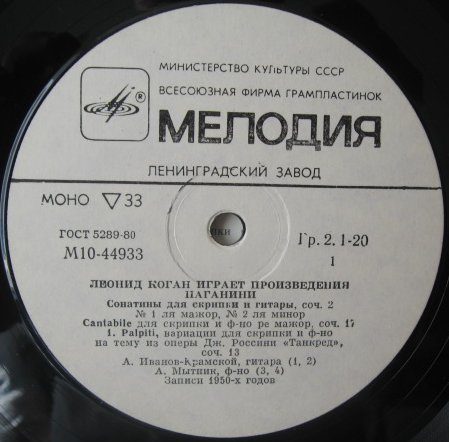 МИНИСТЕРСТВО КУЛЬТУРЫ СССР
ВСЕСОЮЗНАЯ ФИРМА ГРАМПЛАСТИНОК
®
МЕЛОДИЯ
ЛЕНИНГРАДСКИЙ ЗАВОД
МОНО ▽ 33
ГОСТ 5289-80
М10-44933
Гр. 2. 1-20
1
ЛЕОНИД КОГАН ИГРАЕТ ПРОИЗВЕДЕНИЯ
ПАГАНИНИ
Сонатины для скрипки и гитары, соч. 2
№ 1 ля мажор, № 2 ля минор
Cantabile для скрипки и ф-но ре мажор, соч. 17
1. Palpiti, вариации для скрипки и ф-но
на тему из оперы Дж. Россини «Танкред»,
соч. 13
А. Иванов-Крамской, гитара (1, 2)
А. Мытник, ф-но (3, 4)
Записи 1950-х годов